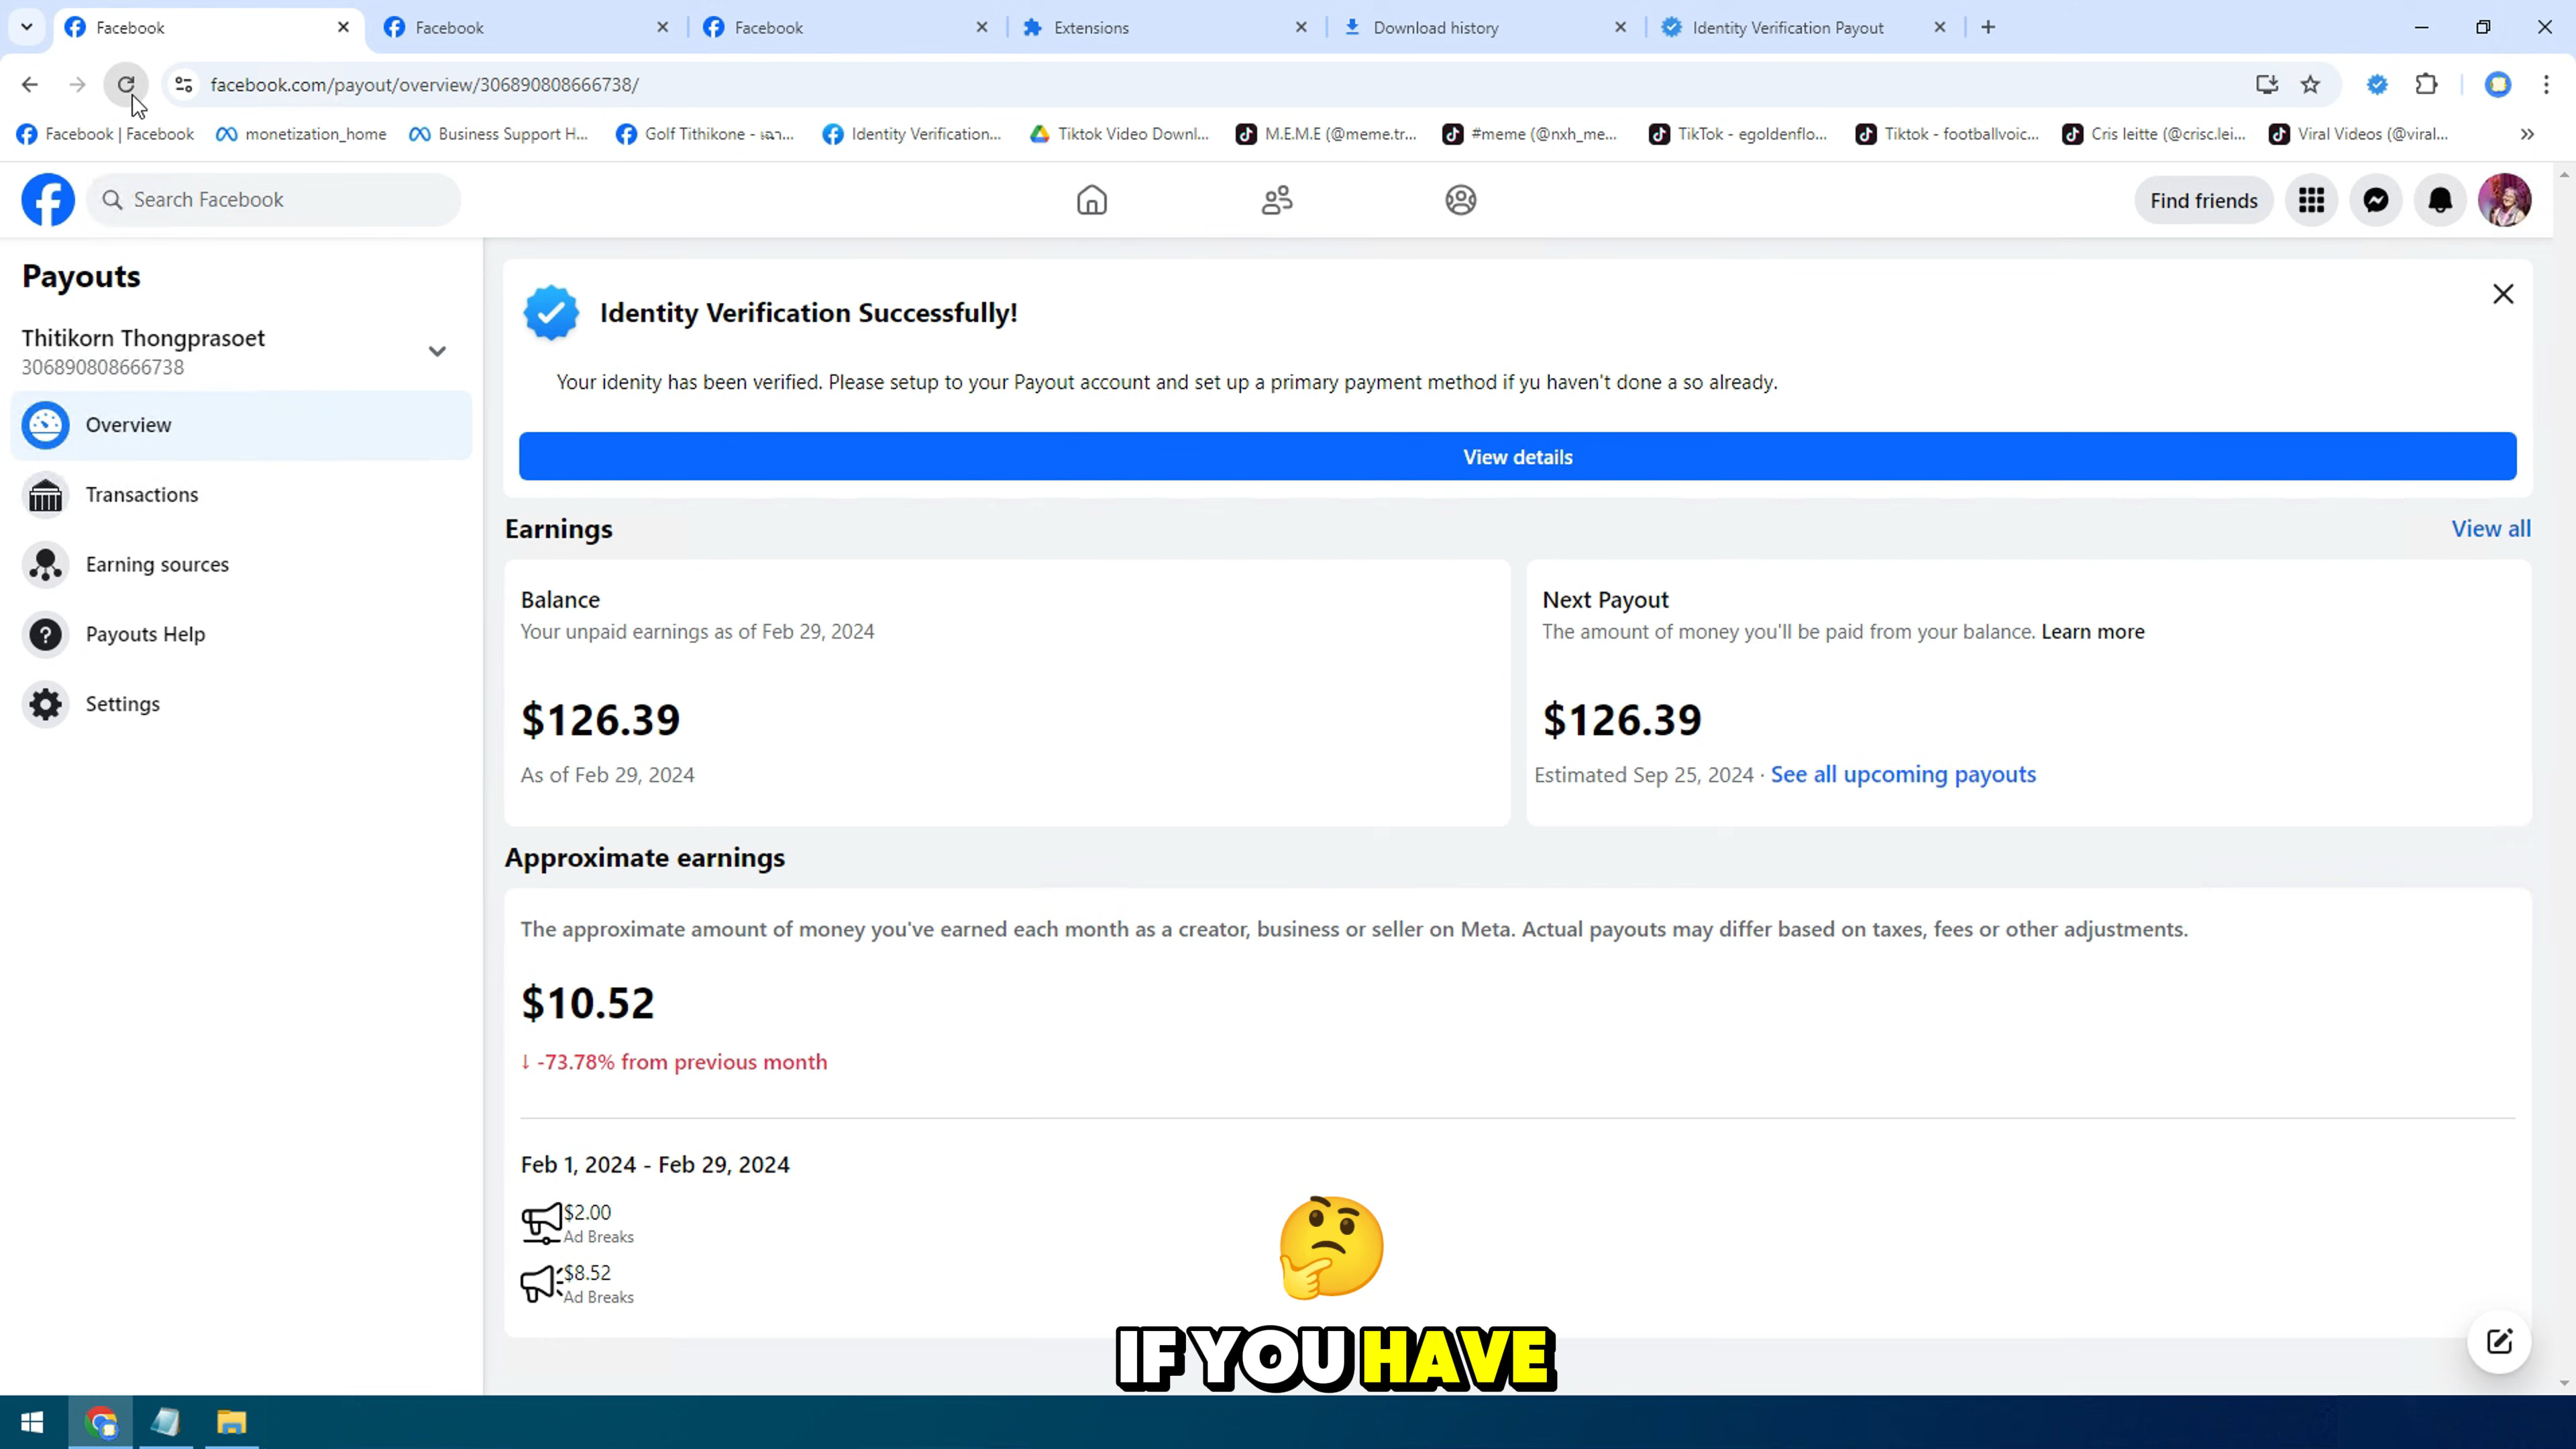 Facebook
Facebook
Facebook
Extensions
Download history
Identity Verification Payout
facebook.com/payout/overview/306890808666738/
Facebook | Facebook
monetization_home
Business Support H...
Golf Tithikone - เฉา...
Identity Verification...
Tiktok Video Downl...
M.E.M.E (@meme.tr...
#meme (@nxh_me...
TikTok - egoldenflo...
Tiktok - footballvoic...
Cris leitte (@crisc.lei...
Viral Videos (@viral...
Search Facebook
Find friends
Payouts
Thitikorn Thongprasoet
306890808666738
Overview
Transactions
Earning sources
Payouts Help
Settings
Identity Verification Successfully!
Your idenity has been verified. Please setup to your Payout account and set up a primary payment method if yu haven't done a so already.
View details
Earnings
View all
Balance
Your unpaid earnings as of Feb 29, 2024
$126.39
As of Feb 29, 2024
Next Payout
The amount of money you'll be paid from your balance. Learn more
$126.39
Estimated Sep 25, 2024 · See all upcoming payouts
Approximate earnings
The approximate amount of money you've earned each month as a creator, business or seller on Meta. Actual payouts may differ based on taxes, fees or other adjustments.
$10.52
↓ -73.78% from previous month
Feb 1, 2024 - Feb 29, 2024
$2.00
Ad Breaks
$8.52
Ad Breaks
IF YOU HAVE